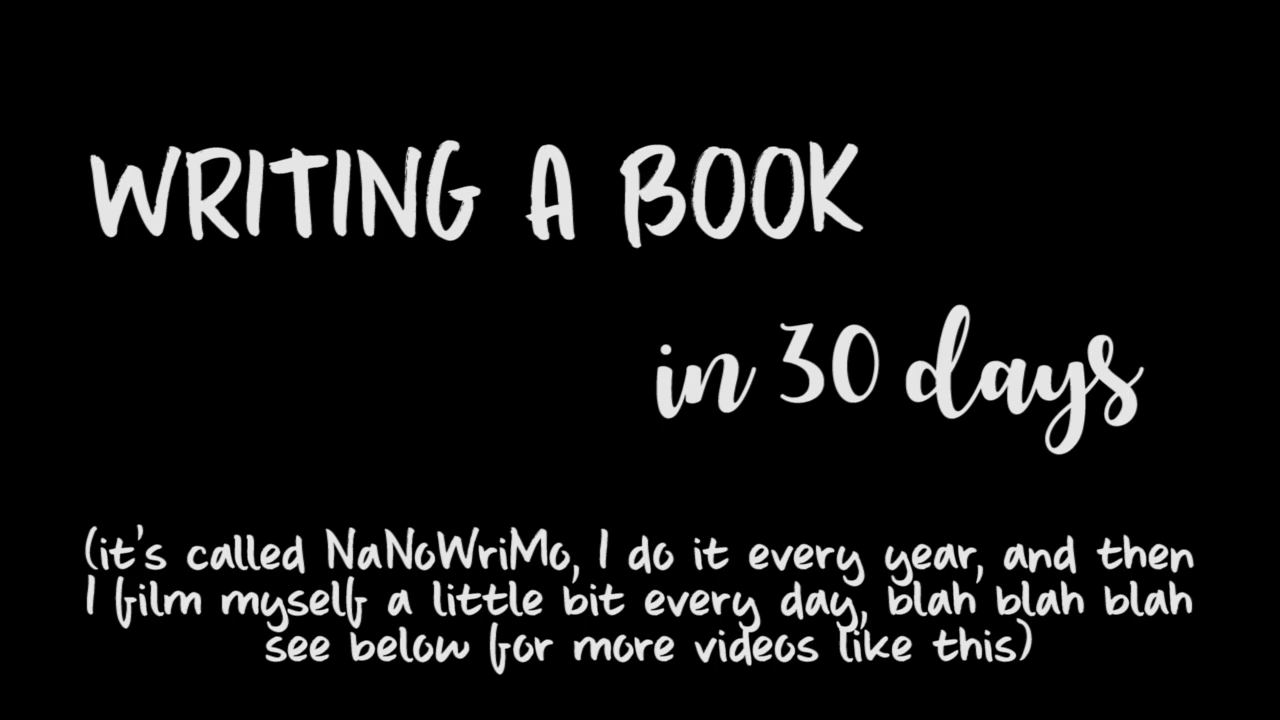 WRITING A BOOK
in 30 days
(it's called NaNoWriMo, I do it every year, and then
I film myself a little bit every day, blah blah blah
see below for more videos like this)